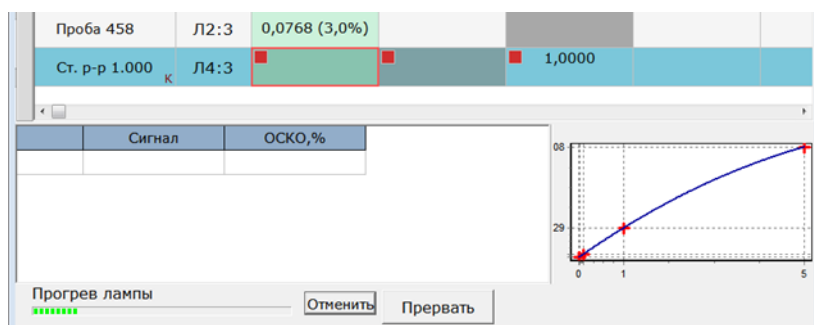 Проба 458 Л2:3 0,0768 (3,0%)
Ст. р-р 1.000 К Л4:3 1,0000
Сигнал ОСКО,%
08
29
0 1 5
Прогрев лампы
Отменить Прервать